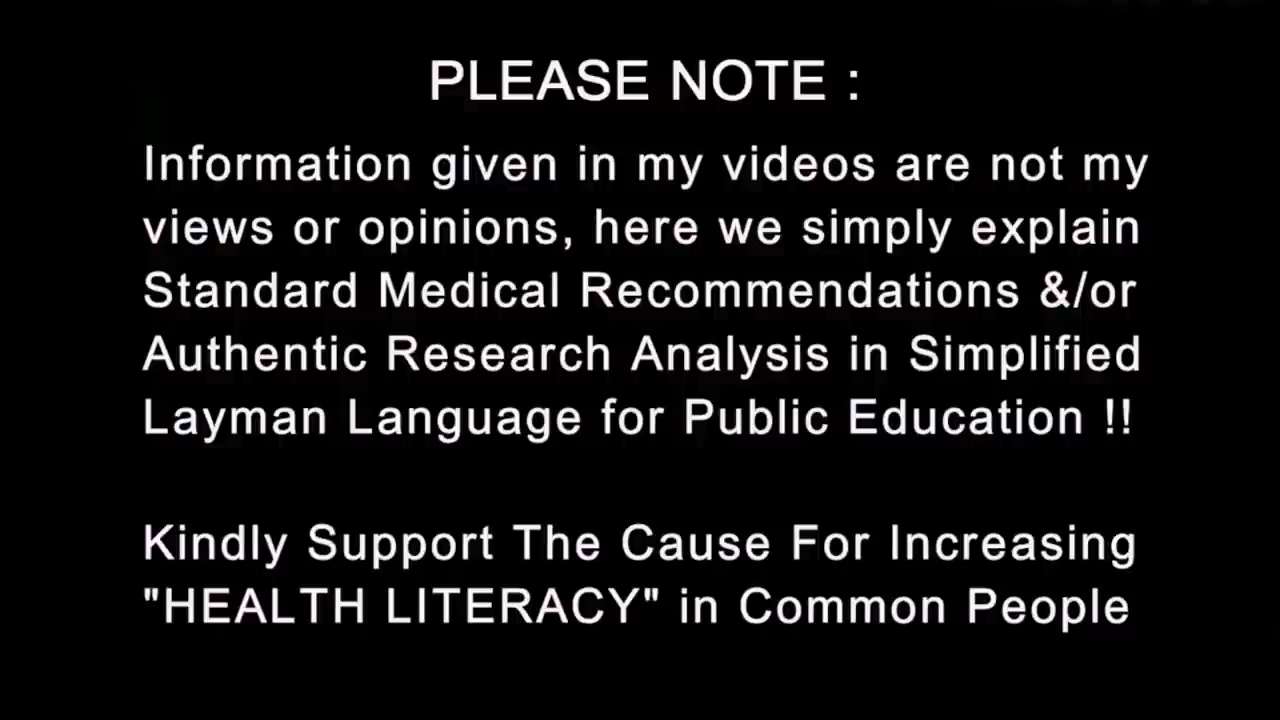 PLEASE NOTE :
Information given in my videos are not my
views or opinions, here we simply explain
Standard Medical Recommendations &/or
Authentic Research Analysis in Simplified
Layman Language for Public Education !!
Kindly Support The Cause For Increasing
"HEALTH LITERACY" in Common People